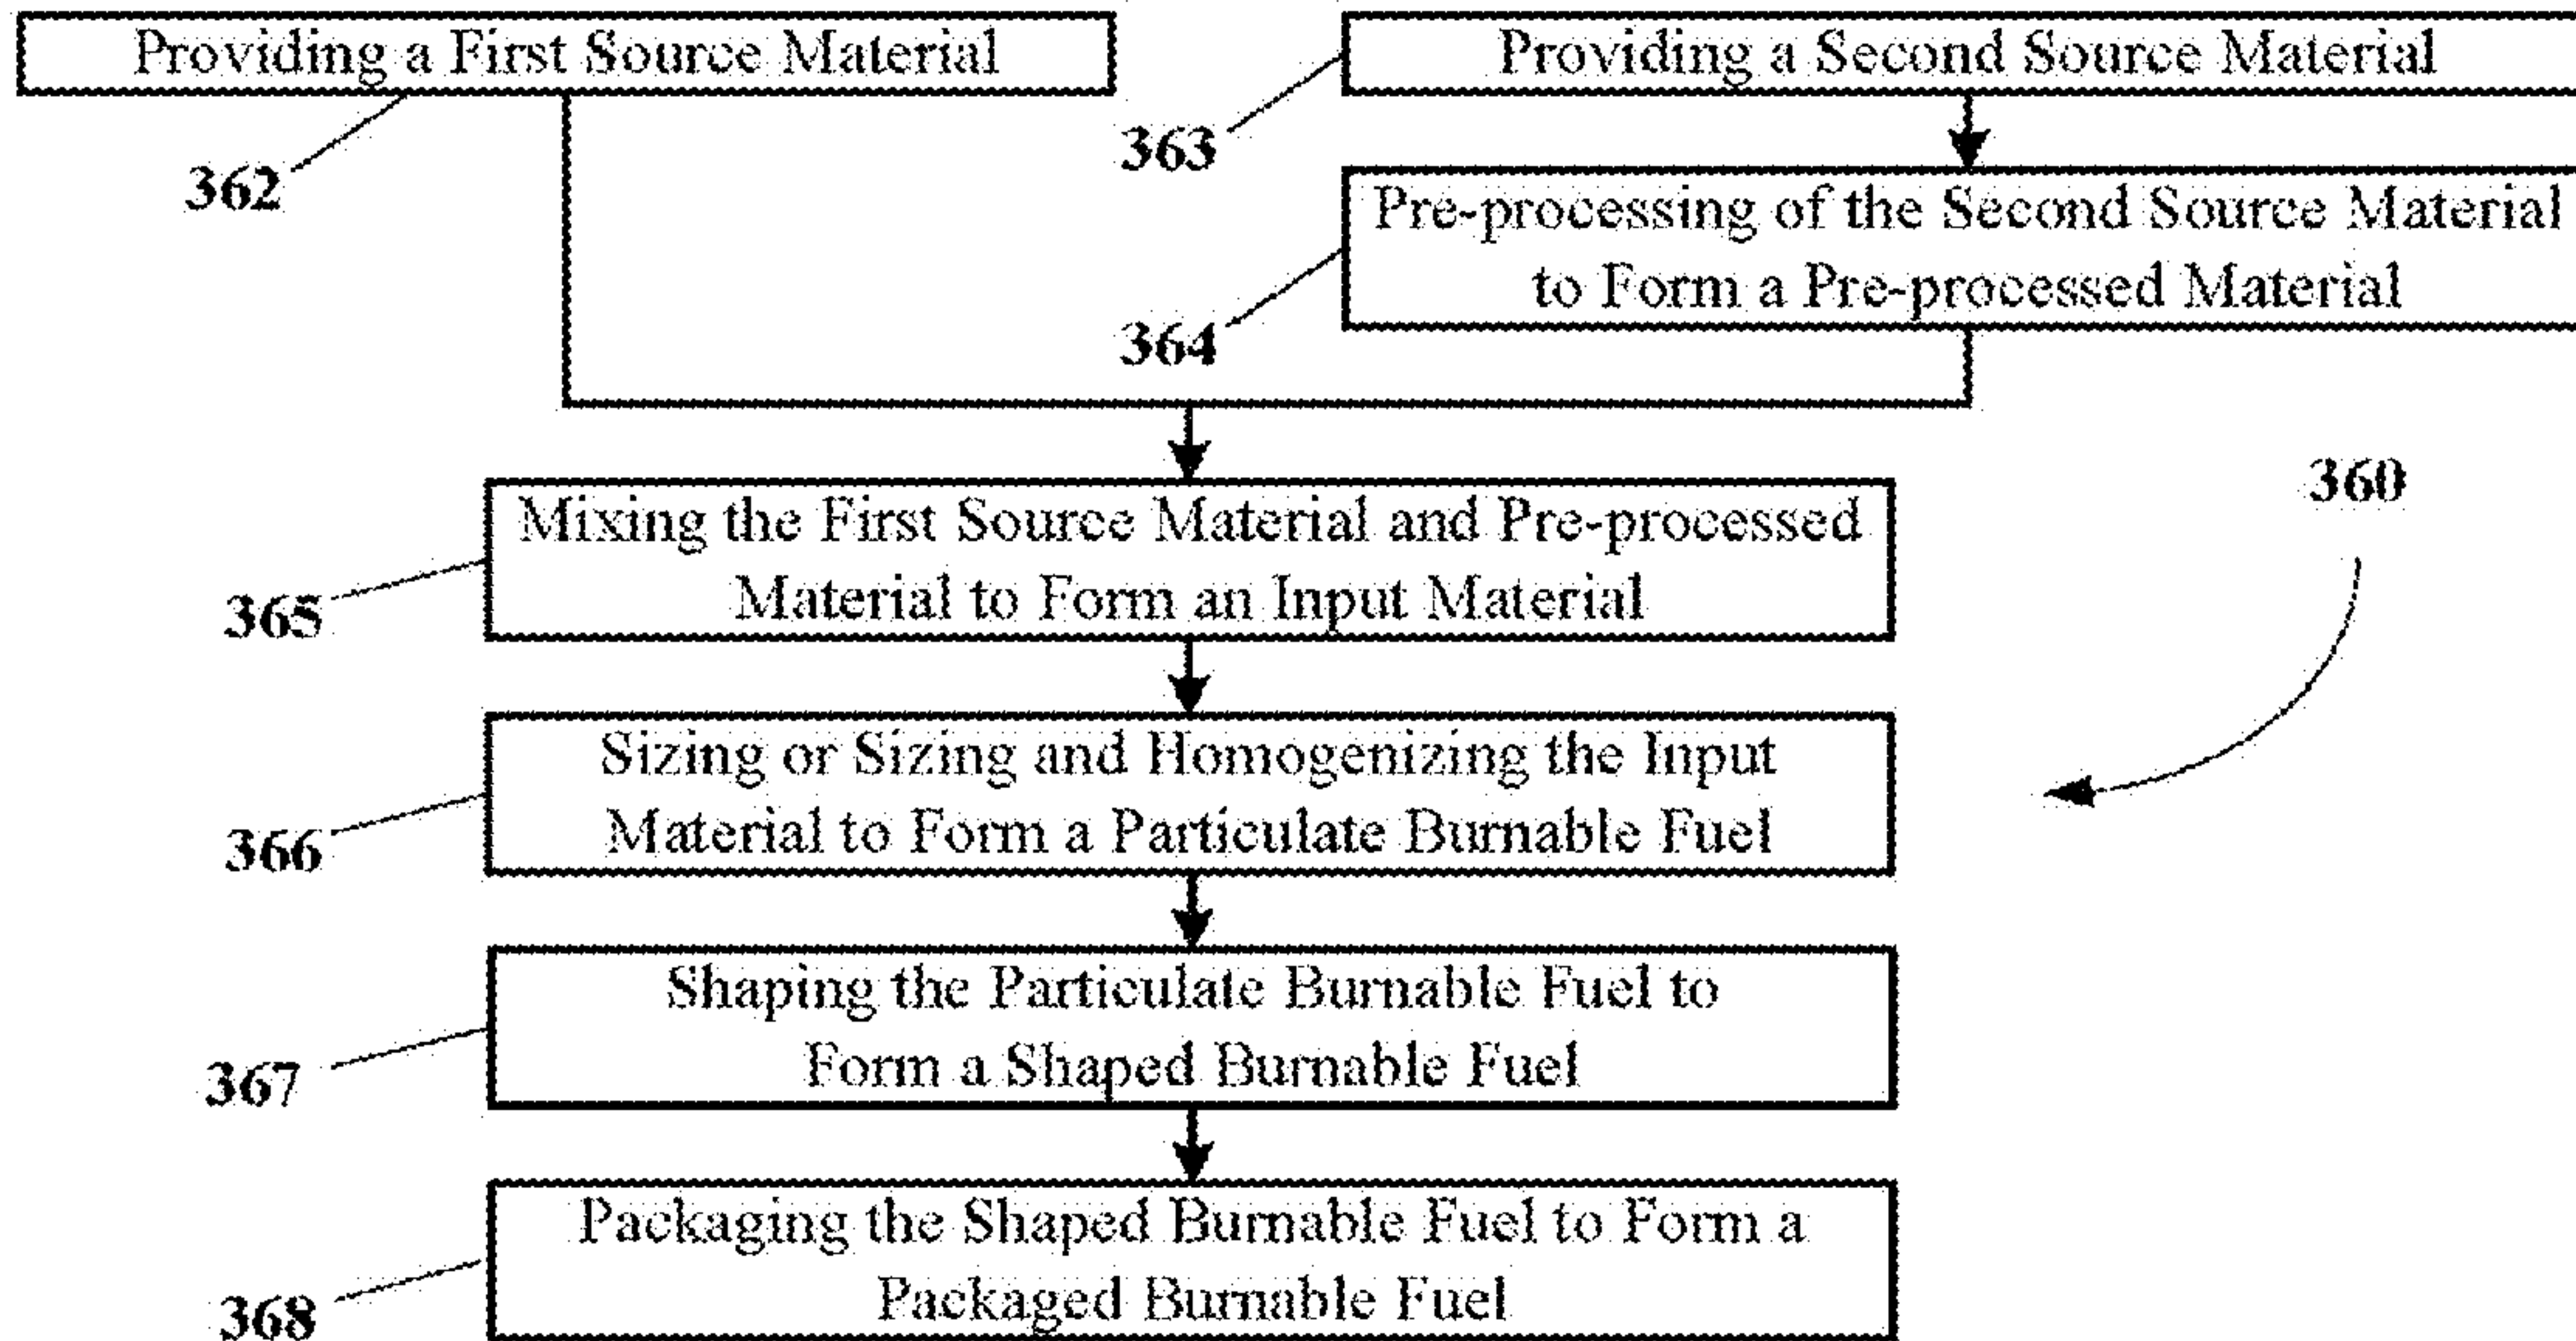 Providing a First Source Material
Providing a Second Source Material
362
363
Pre-processing of the Second Source Material
to Form a Pre-processed Material
364
Mixing the First Source Material and Pre-processed
Material to Form an Input Material
365
360
Sizing or Sizing and Homogenizing the Input
Material to Form a Particulate Burnable Fuel
366
Shaping the Particulate Burnable Fuel to
Form a Shaped Burnable Fuel
367
Packaging the Shaped Burnable Fuel to Form a
Packaged Burnable Fuel
368